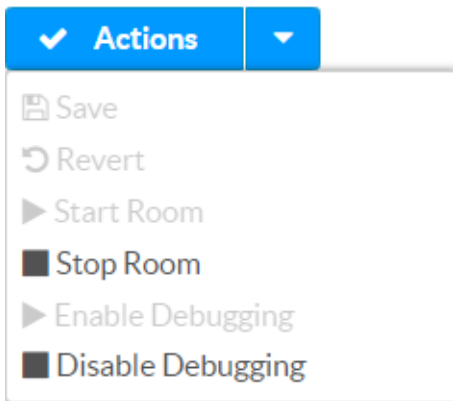 Actions
Save
Revert
Start Room
Stop Room
Enable Debugging
Disable Debugging